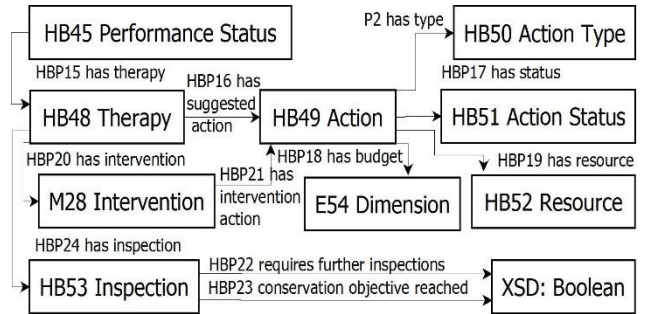 HB45 Performance Status
P2 has type
HB50 Action Type
HBP15 has therapy
HBP16 has
suggested
action
HBP17 has status
HB48 Therapy
HB49 Action
HB51 Action Status
HBP20 has intervention
HBP21 has
intervention
action
HBP18 has budget
HBP19 has resource
M28 Intervention
E54 Dimension
HB52 Resource
HBP24 has inspection
HB53 Inspection
HBP22 requires further inspections
HBP23 conservation objective reached
XSD: Boolean